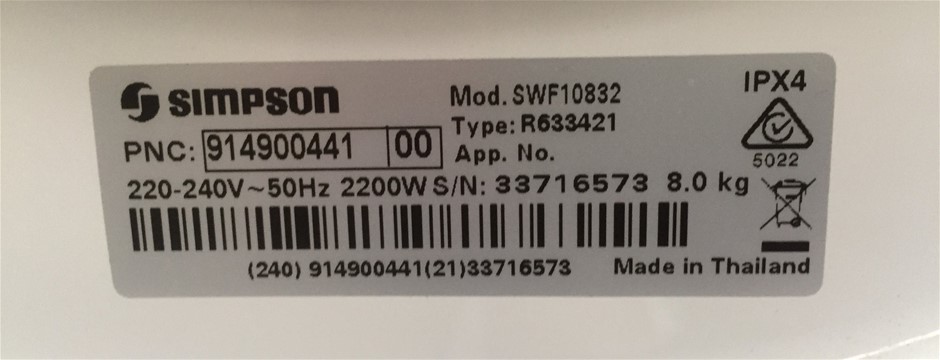 SIMPSON
Mod. SWF10832
IPX4
Type: R633421
PNC: 914900441 00
App. No.
5022
220-240V~50Hz 2200W S/N: 33716573 8.0 kg
(240) 914900441(21)33716573 Made in Thailand